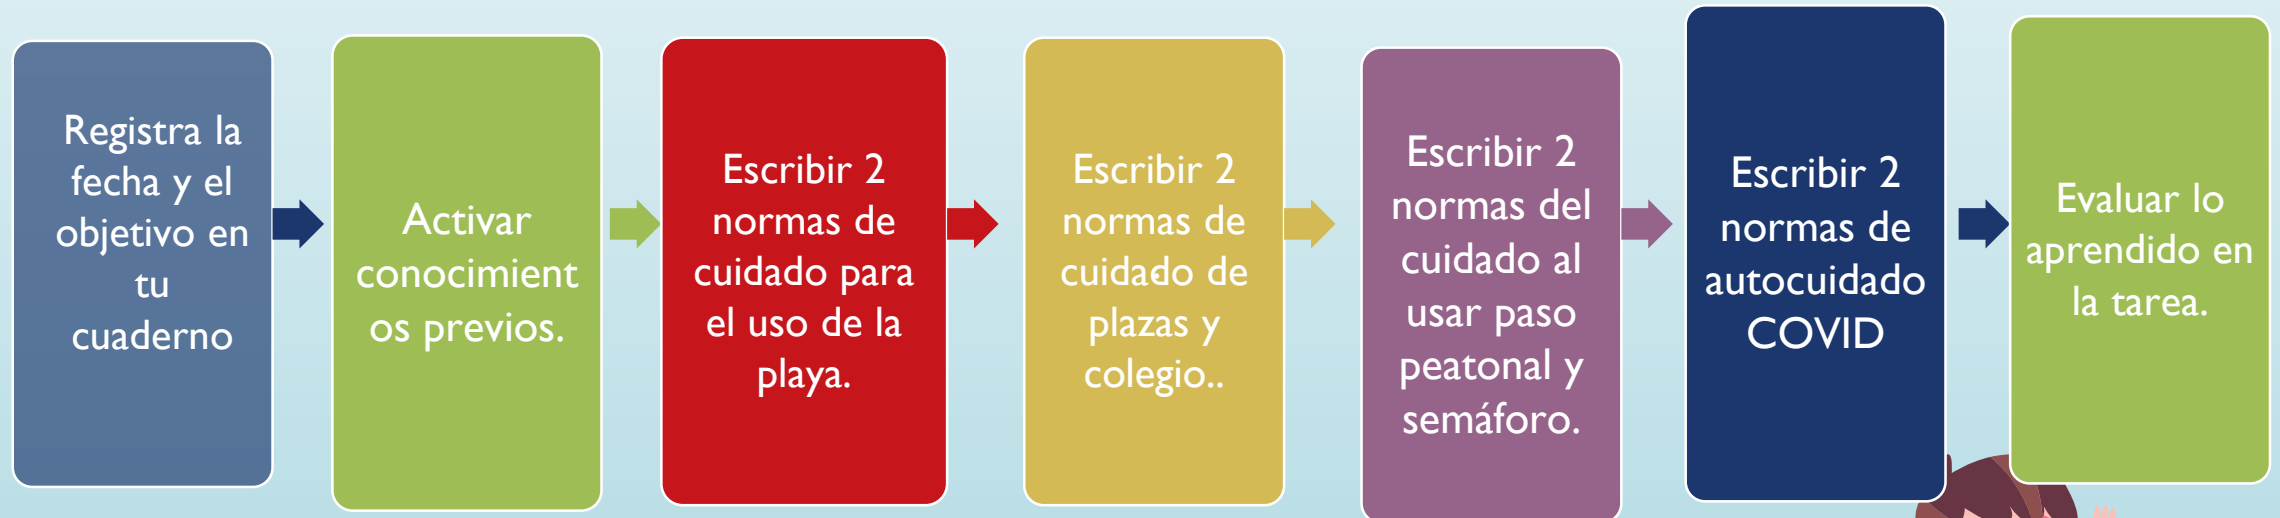 Registra la
fecha y el
objetivo en
tu
cuaderno
Activar
conocimient
os previos.
Escribir 2
normas de
cuidado para
el uso de la
playa.
Escribir 2
normas de
cuidado de
plazas y
colegio..
Escribir 2
normas del
cuidado al
usar paso
peatonal y
semáforo.
Escribir 2
normas de
autocuidado
COVID
Evaluar lo
aprendido en
la tarea.